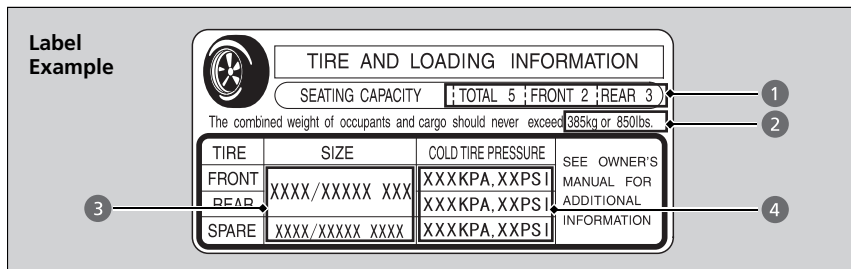 Label
Example
TIRE AND LOADING INFORMATION
SEATING CAPACITY TOTAL 5 FRONT 2 REAR 3
1
The combined weight of occupants and cargo should never exceed 385kg or 850lbs.
2
TIRE SIZE COLD TIRE PRESSURE
SEE OWNER'S
MANUAL FOR
ADDITIONAL
INFORMATION
FRONT XXXX/XXXXX XXX XXXKPA,XXPSI
REAR XXXKPA,XXPSI
SPARE XXXX/XXXXX XXXX XXXKPA,XXPSI
3
4